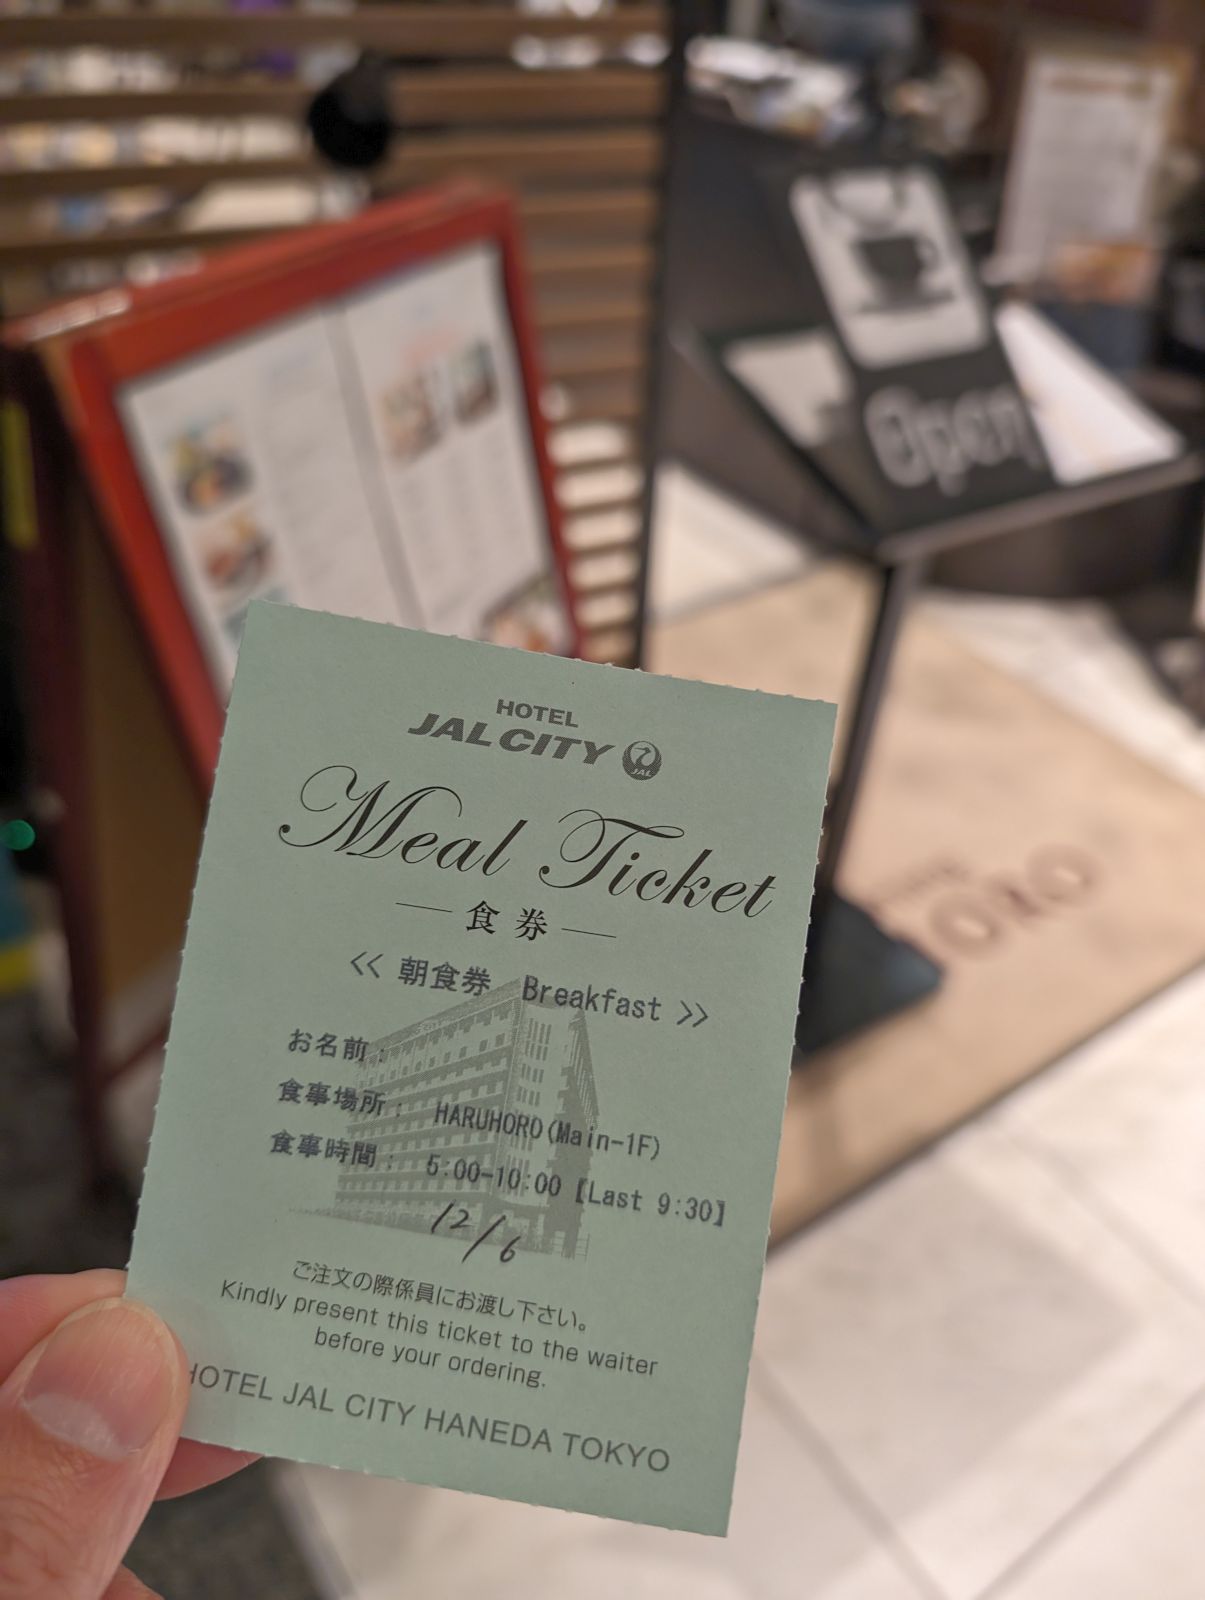 Open
HOTEL
JAL CITY JAL
Meal Ticket
食券
<< 朝食券 Breakfast >>
お名前:
食事場所: HARUHORO(Main-1F)
食事時間: 5:00-10:00【Last 9:30】
12/6
ご注文の際係員にお渡し下さい。
Kindly present this ticket to the waiter
before your ordering.
HOTEL JAL CITY HANEDA TOKYO